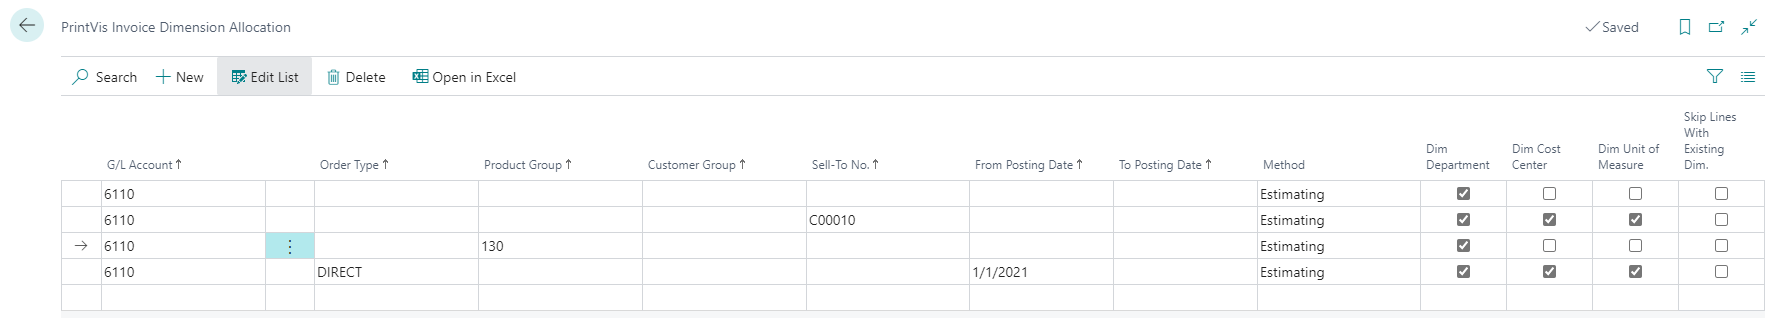 PrintVis Invoice Dimension Allocation
Saved
Search New Edit List Delete Open in Excel
G/L Account↑ Order Type↑ Product Group↑ Customer Group↑ Sell-To No.↑ From Posting Date↑ To Posting Date↑ Method Dim Department Dim Cost Center Dim Unit of Measure Skip Lines With Existing Dim.
6110 Estimating
6110 C00010 Estimating
6110 130 Estimating
6110 DIRECT 1/1/2021 Estimating